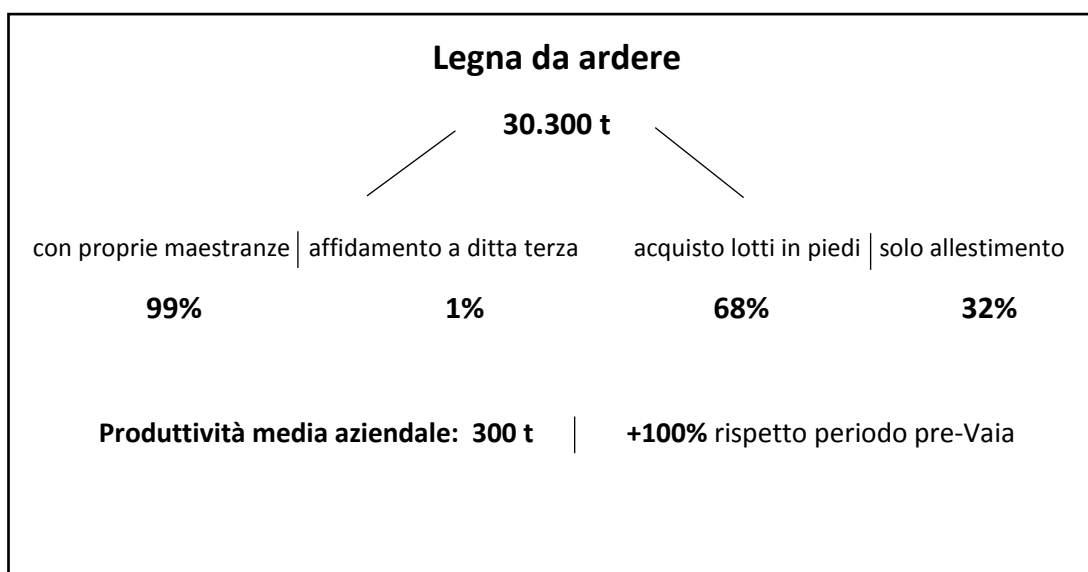 Legna da ardere
30.300 t
con proprie maestranze affidamento a ditta terza acquisto lotti in piedi solo allestimento
99% 1% 68% 32%
Produttività media aziendale: 300 t +100% rispetto periodo pre-Vaia